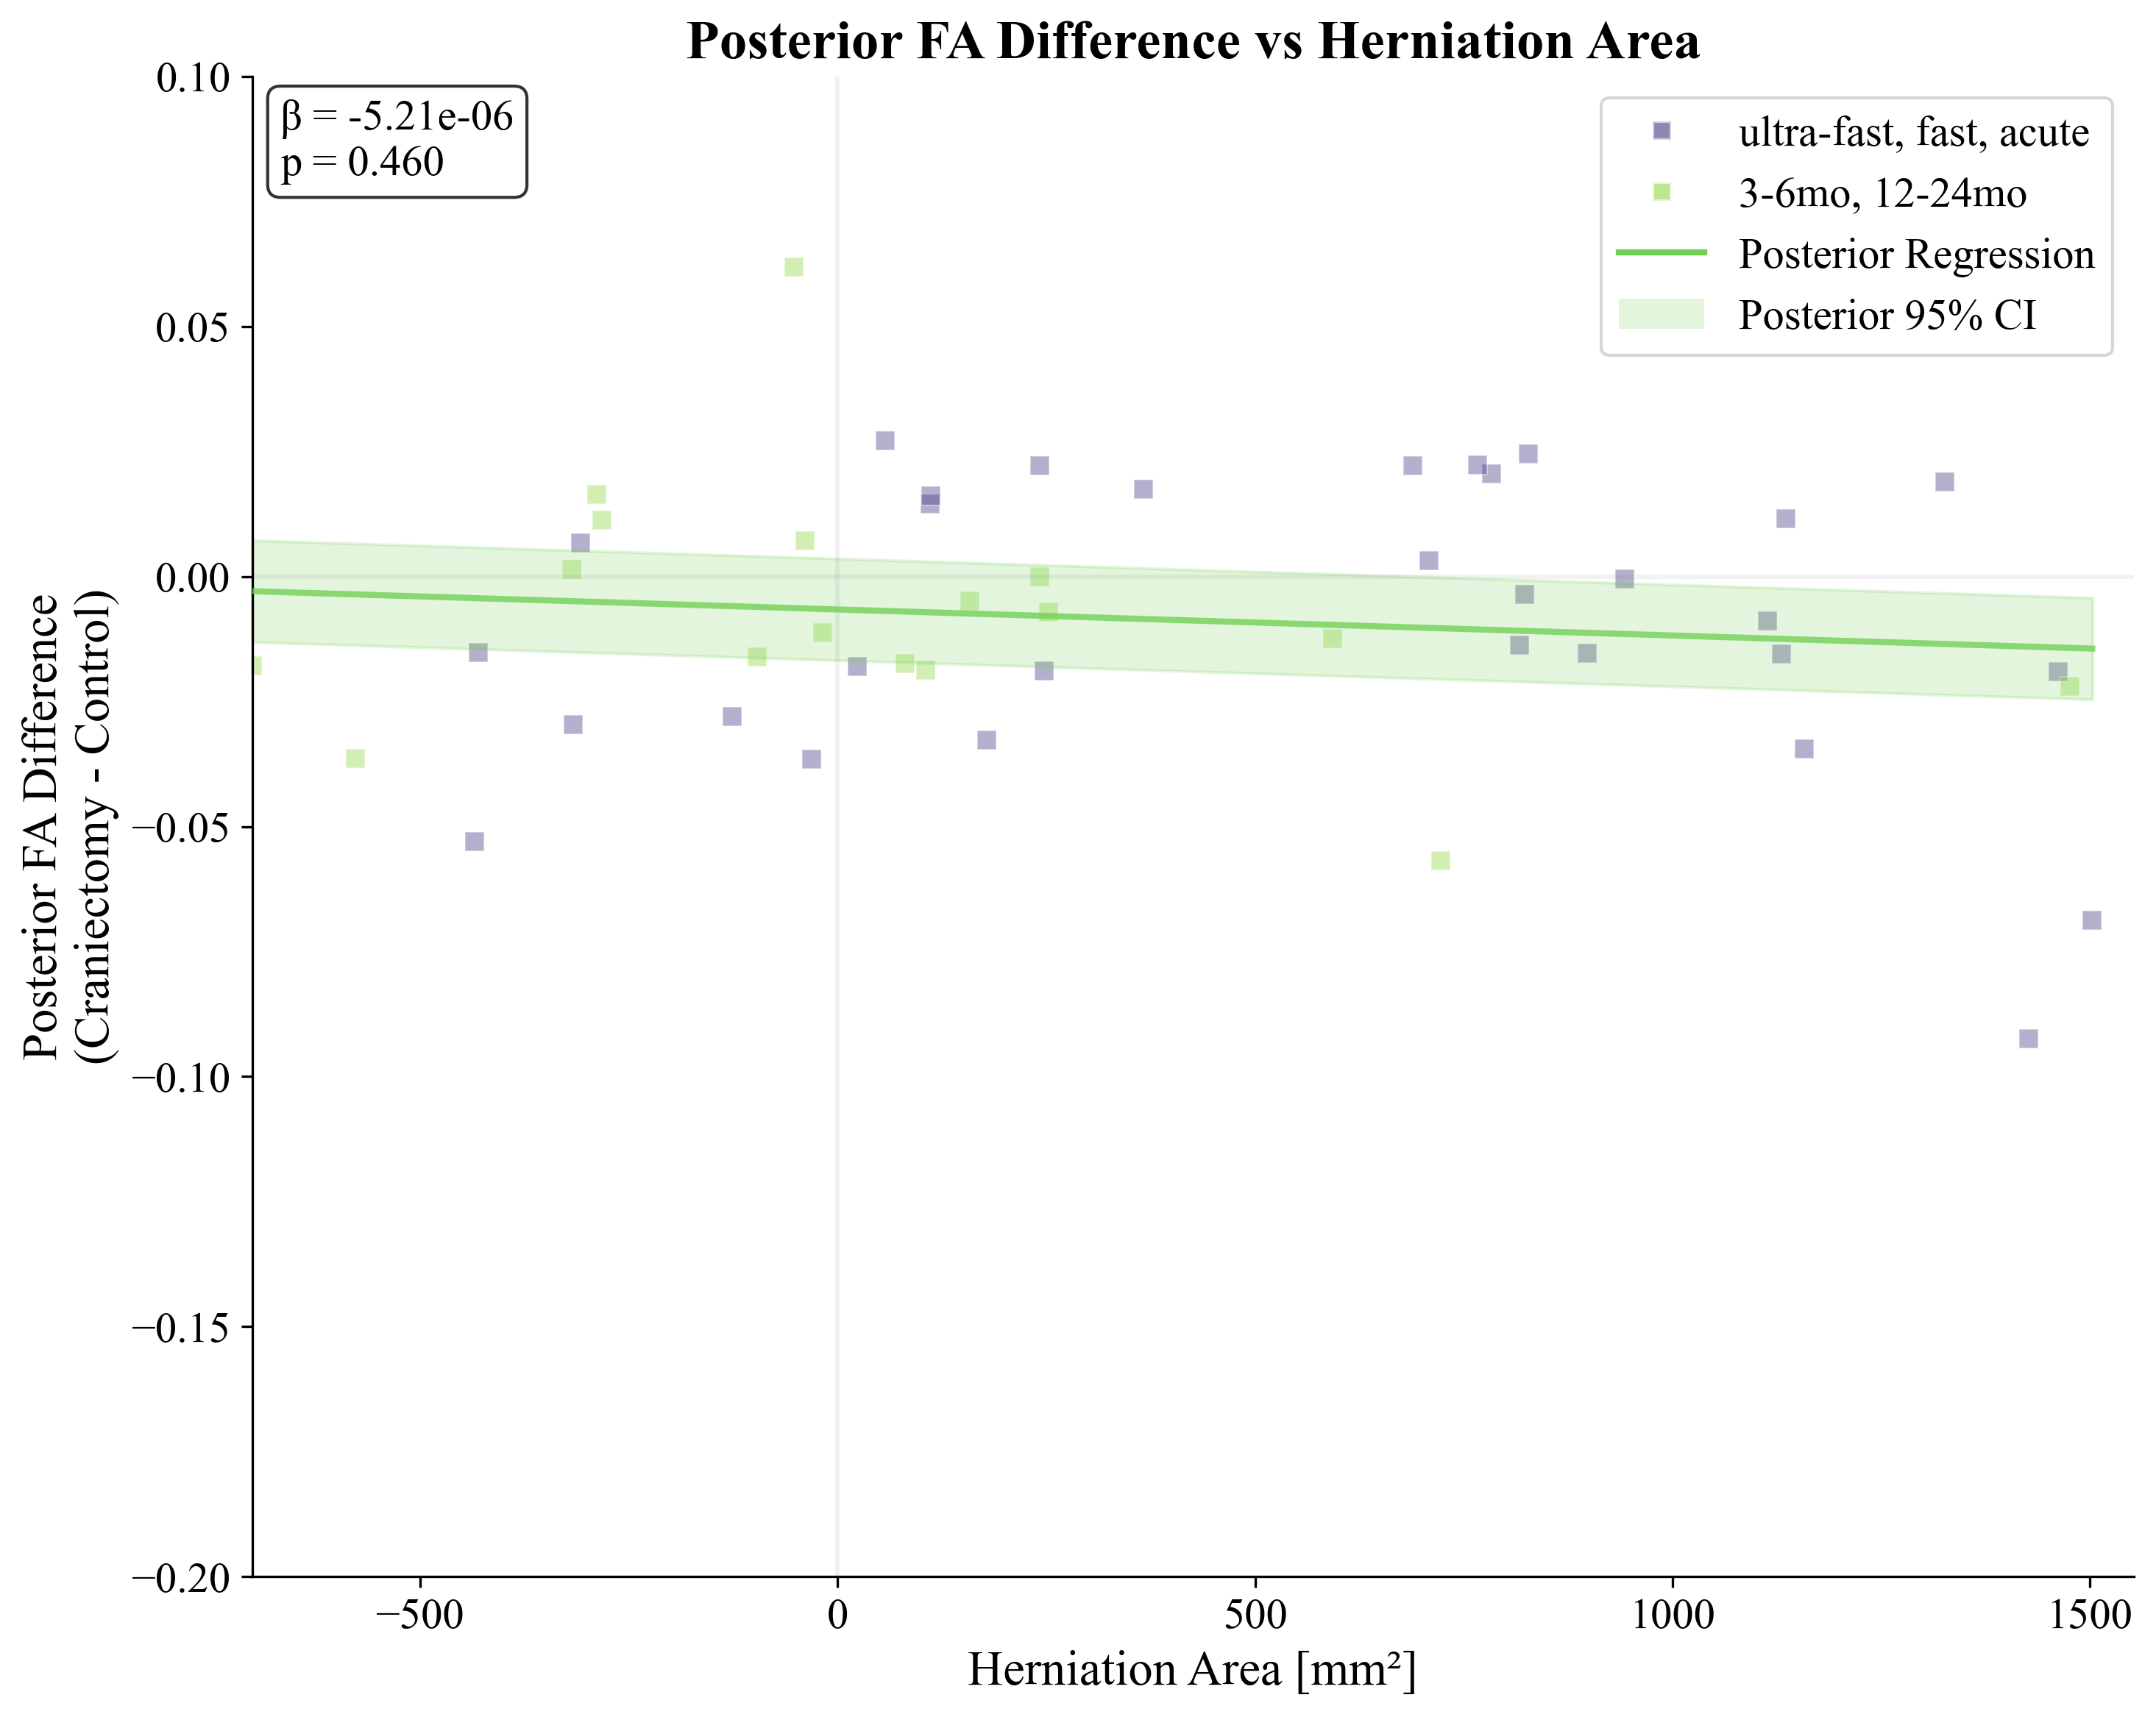 Posterior FA Difference vs Herniation Area
β = -5.21e-06
p = 0.460
ultra-fast, fast, acute
3-6mo, 12-24mo
Posterior Regression
Posterior 95% CI
0.10
0.05
0.00
−0.05
−0.10
−0.15
−0.20
Posterior FA Difference
(Craniectomy - Control)
−500
0
500
1000
1500
Herniation Area [mm²]